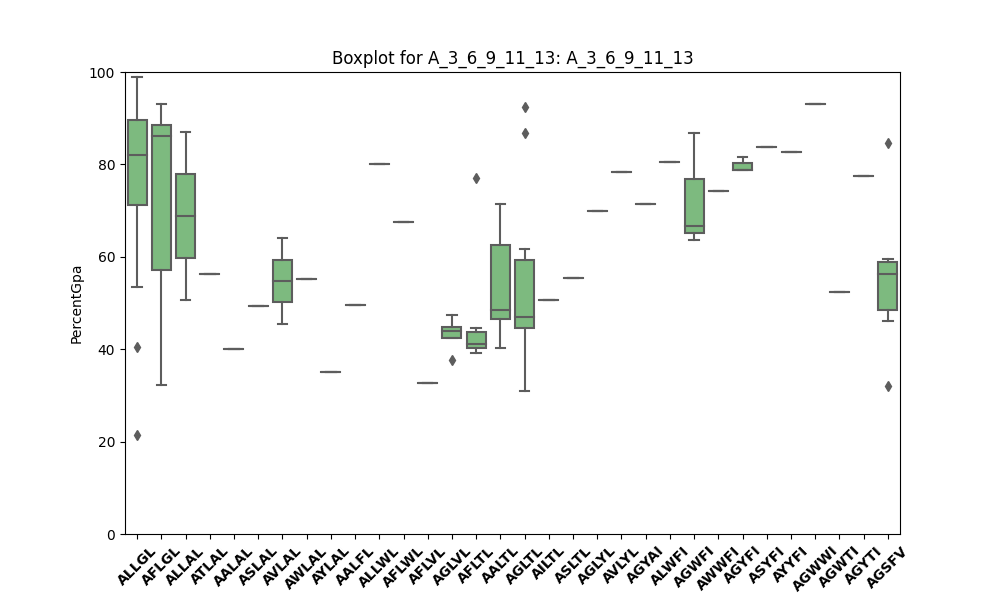 Boxplot for A_3_6_9_11_13: A_3_6_9_11_13
PercentGpa
100
80
60
40
20
0
ALLGL
AFLGL
ALLAL
ATLAL
AALAL
ASLAL
AVLAL
AWLAL
AYLAL
AALFL
ALLWL
AFLWL
AFLVL
AGLVL
AFLTL
AALTL
AGLTL
AILTL
ASLTL
AGLYL
AVLYL
AGYAI
ALWFI
AGWFI
AWWFI
AGYFI
ASYFI
AYYFI
AGWWI
AGWTI
AGYTI
AGSFV